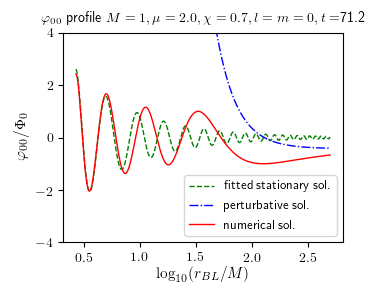 φ₀₀ profile M = 1, μ = 2.0, χ = 0.7, l = m = 0, t =71.2
4
2
0
−2
−4
φ₀₀/Φ₀
fitted stationary sol.
perturbative sol.
numerical sol.
0.5 1.0 1.5 2.0 2.5
log₁₀(r_BL/M)